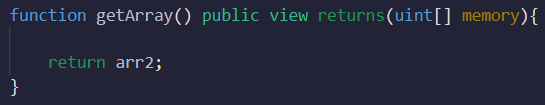 function getArray() public view returns(uint[] memory){
return arr2;
}